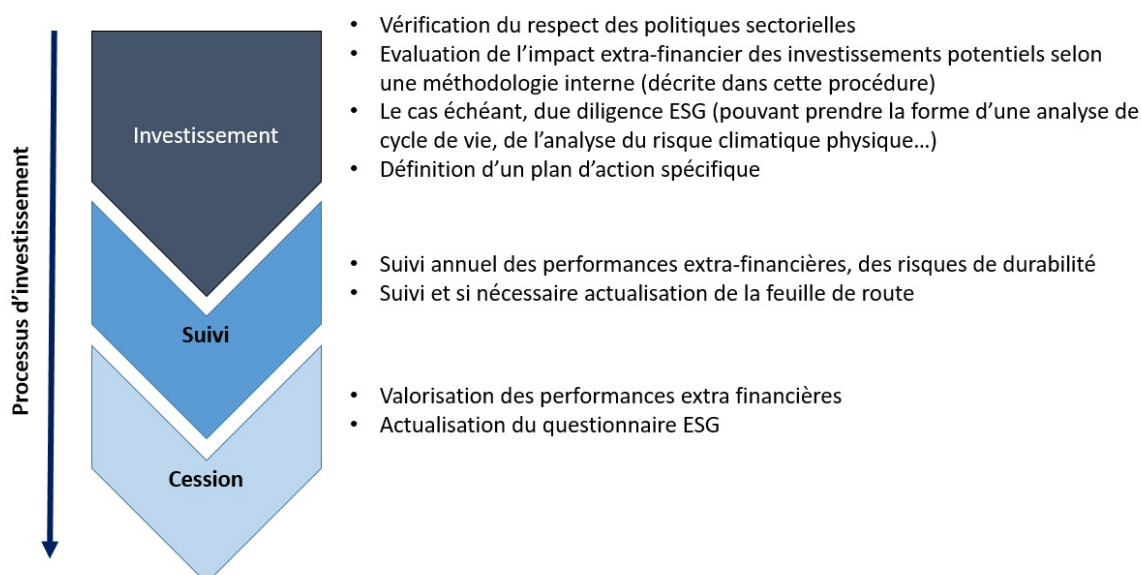 Processus d’investissement
Investissement
• Vérification du respect des politiques sectorielles
• Evaluation de l’impact extra-financier des investissements potentiels selon
une méthodologie interne (décrite dans cette procédure)
• Le cas échéant, due diligence ESG (pouvant prendre la forme d’une analyse de
cycle de vie, de l’analyse du risque climatique physique…)
• Définition d’un plan d’action spécifique
Suivi
• Suivi annuel des performances extra-financières, des risques de durabilité
• Suivi et si nécessaire actualisation de la feuille de route
Cession
• Valorisation des performances extra financières
• Actualisation du questionnaire ESG